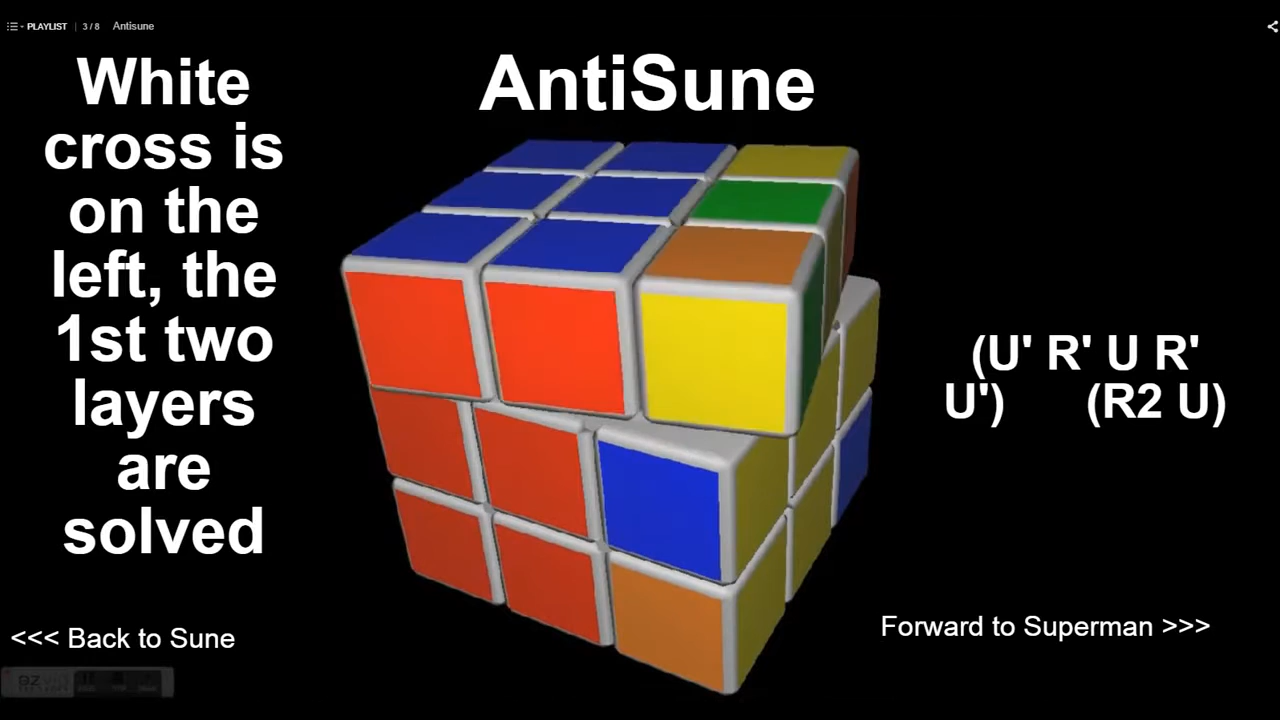 PLAYLIST | 3 / 8 Antisune
AntiSune
White
cross is
on the
left, the
1st two
layers
are
solved
(U' R' U R'
U') (R2 U)
<<< Back to Sune
Forward to Superman >>>